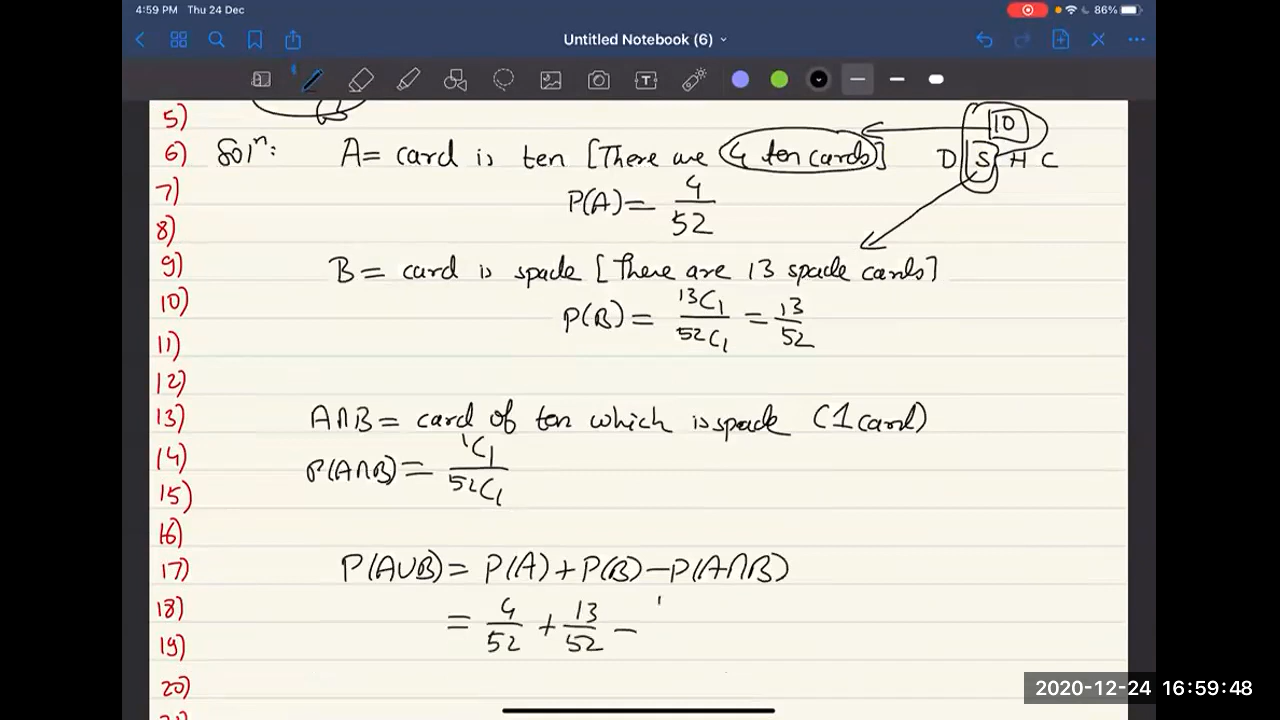 4:59 PM Thu 24 Dec 86%
Untitled Notebook (6)
5)
10
6) Solⁿ: A = card is ten [There are 4 ten cards] D S H C
7) P(A) = 4/52
8)
9) B = card is spade [There are 13 spade cards]
10) P(B) = 13C1/52C1 = 13/52
11)
12)
13) A∩B = card of ten which is spade (1 card)
14) P(A∩B) = 1C1/52C1
15)
16)
17) P(A∪B) = P(A) + P(B) − P(A∩B)
18) = 4/52 + 13/52 −
19)
20)
2020-12-24 16:59:48